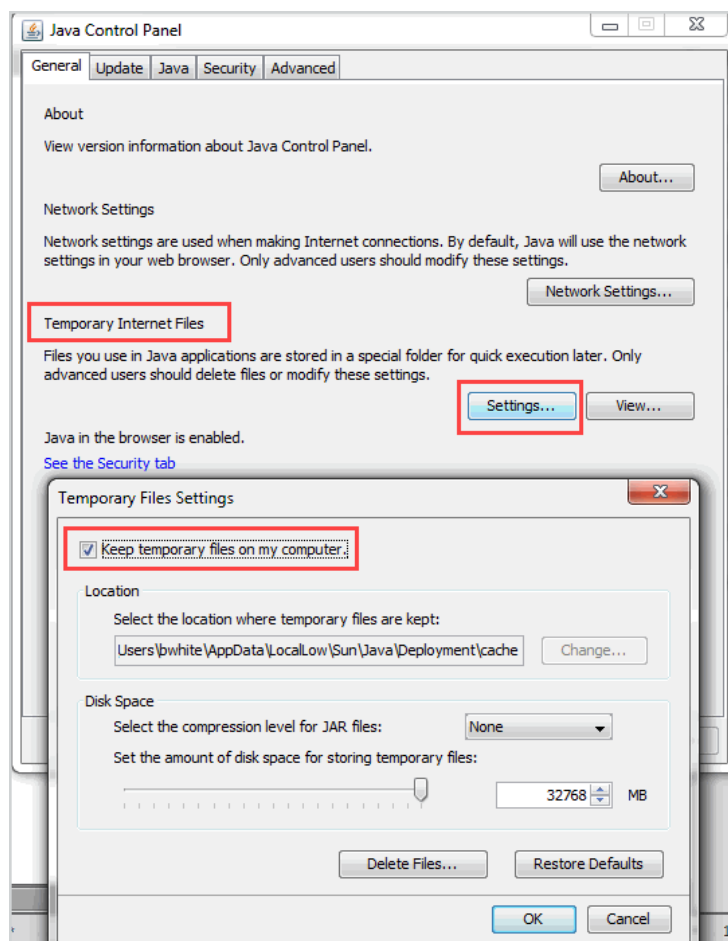 Java Control Panel
General Update Java Security Advanced
About
View version information about Java Control Panel.
About...
Network Settings
Network settings are used when making Internet connections. By default, Java will use the network
settings in your web browser. Only advanced users should modify these settings.
Network Settings...
Temporary Internet Files
Files you use in Java applications are stored in a special folder for quick execution later. Only
advanced users should delete files or modify these settings.
Settings... View...
Java in the browser is enabled.
See the Security tab
Temporary Files Settings
Keep temporary files on my computer.
Location
Select the location where temporary files are kept:
Users\bwhite\AppData\LocalLow\Sun\Java\Deployment\cache Change...
Disk Space
Select the compression level for JAR files: None
Set the amount of disk space for storing temporary files:
32768 MB
Delete Files... Restore Defaults
OK Cancel